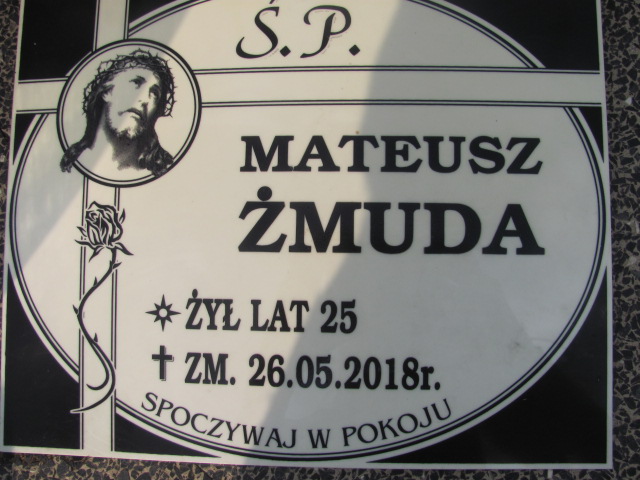 Ś.P.
MATEUSZ
ŻMUDA
ŻYŁ LAT 25
ZM. 26.05.2018r.
SPOCZYWAJ W POKOJU